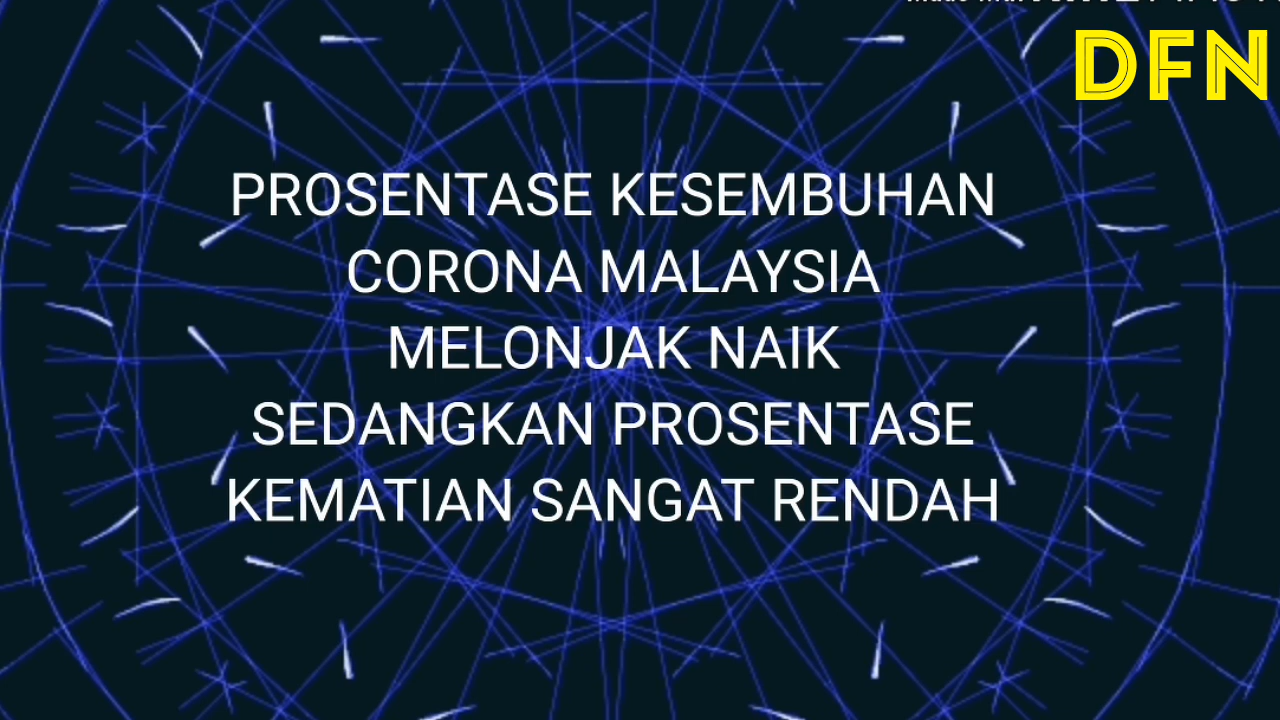 DFN
PROSENTASE KESEMBUHAN
CORONA MALAYSIA
MELONJAK NAIK
SEDANGKAN PROSENTASE
KEMATIAN SANGAT RENDAH